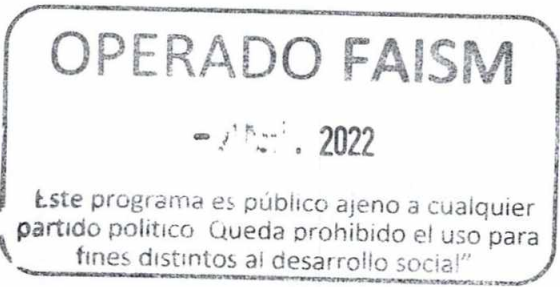 OPERADO FAISM
2022
Este programa es público ajeno a cualquier
partido politico Queda prohibido el uso para
fines distintos al desarrollo social"